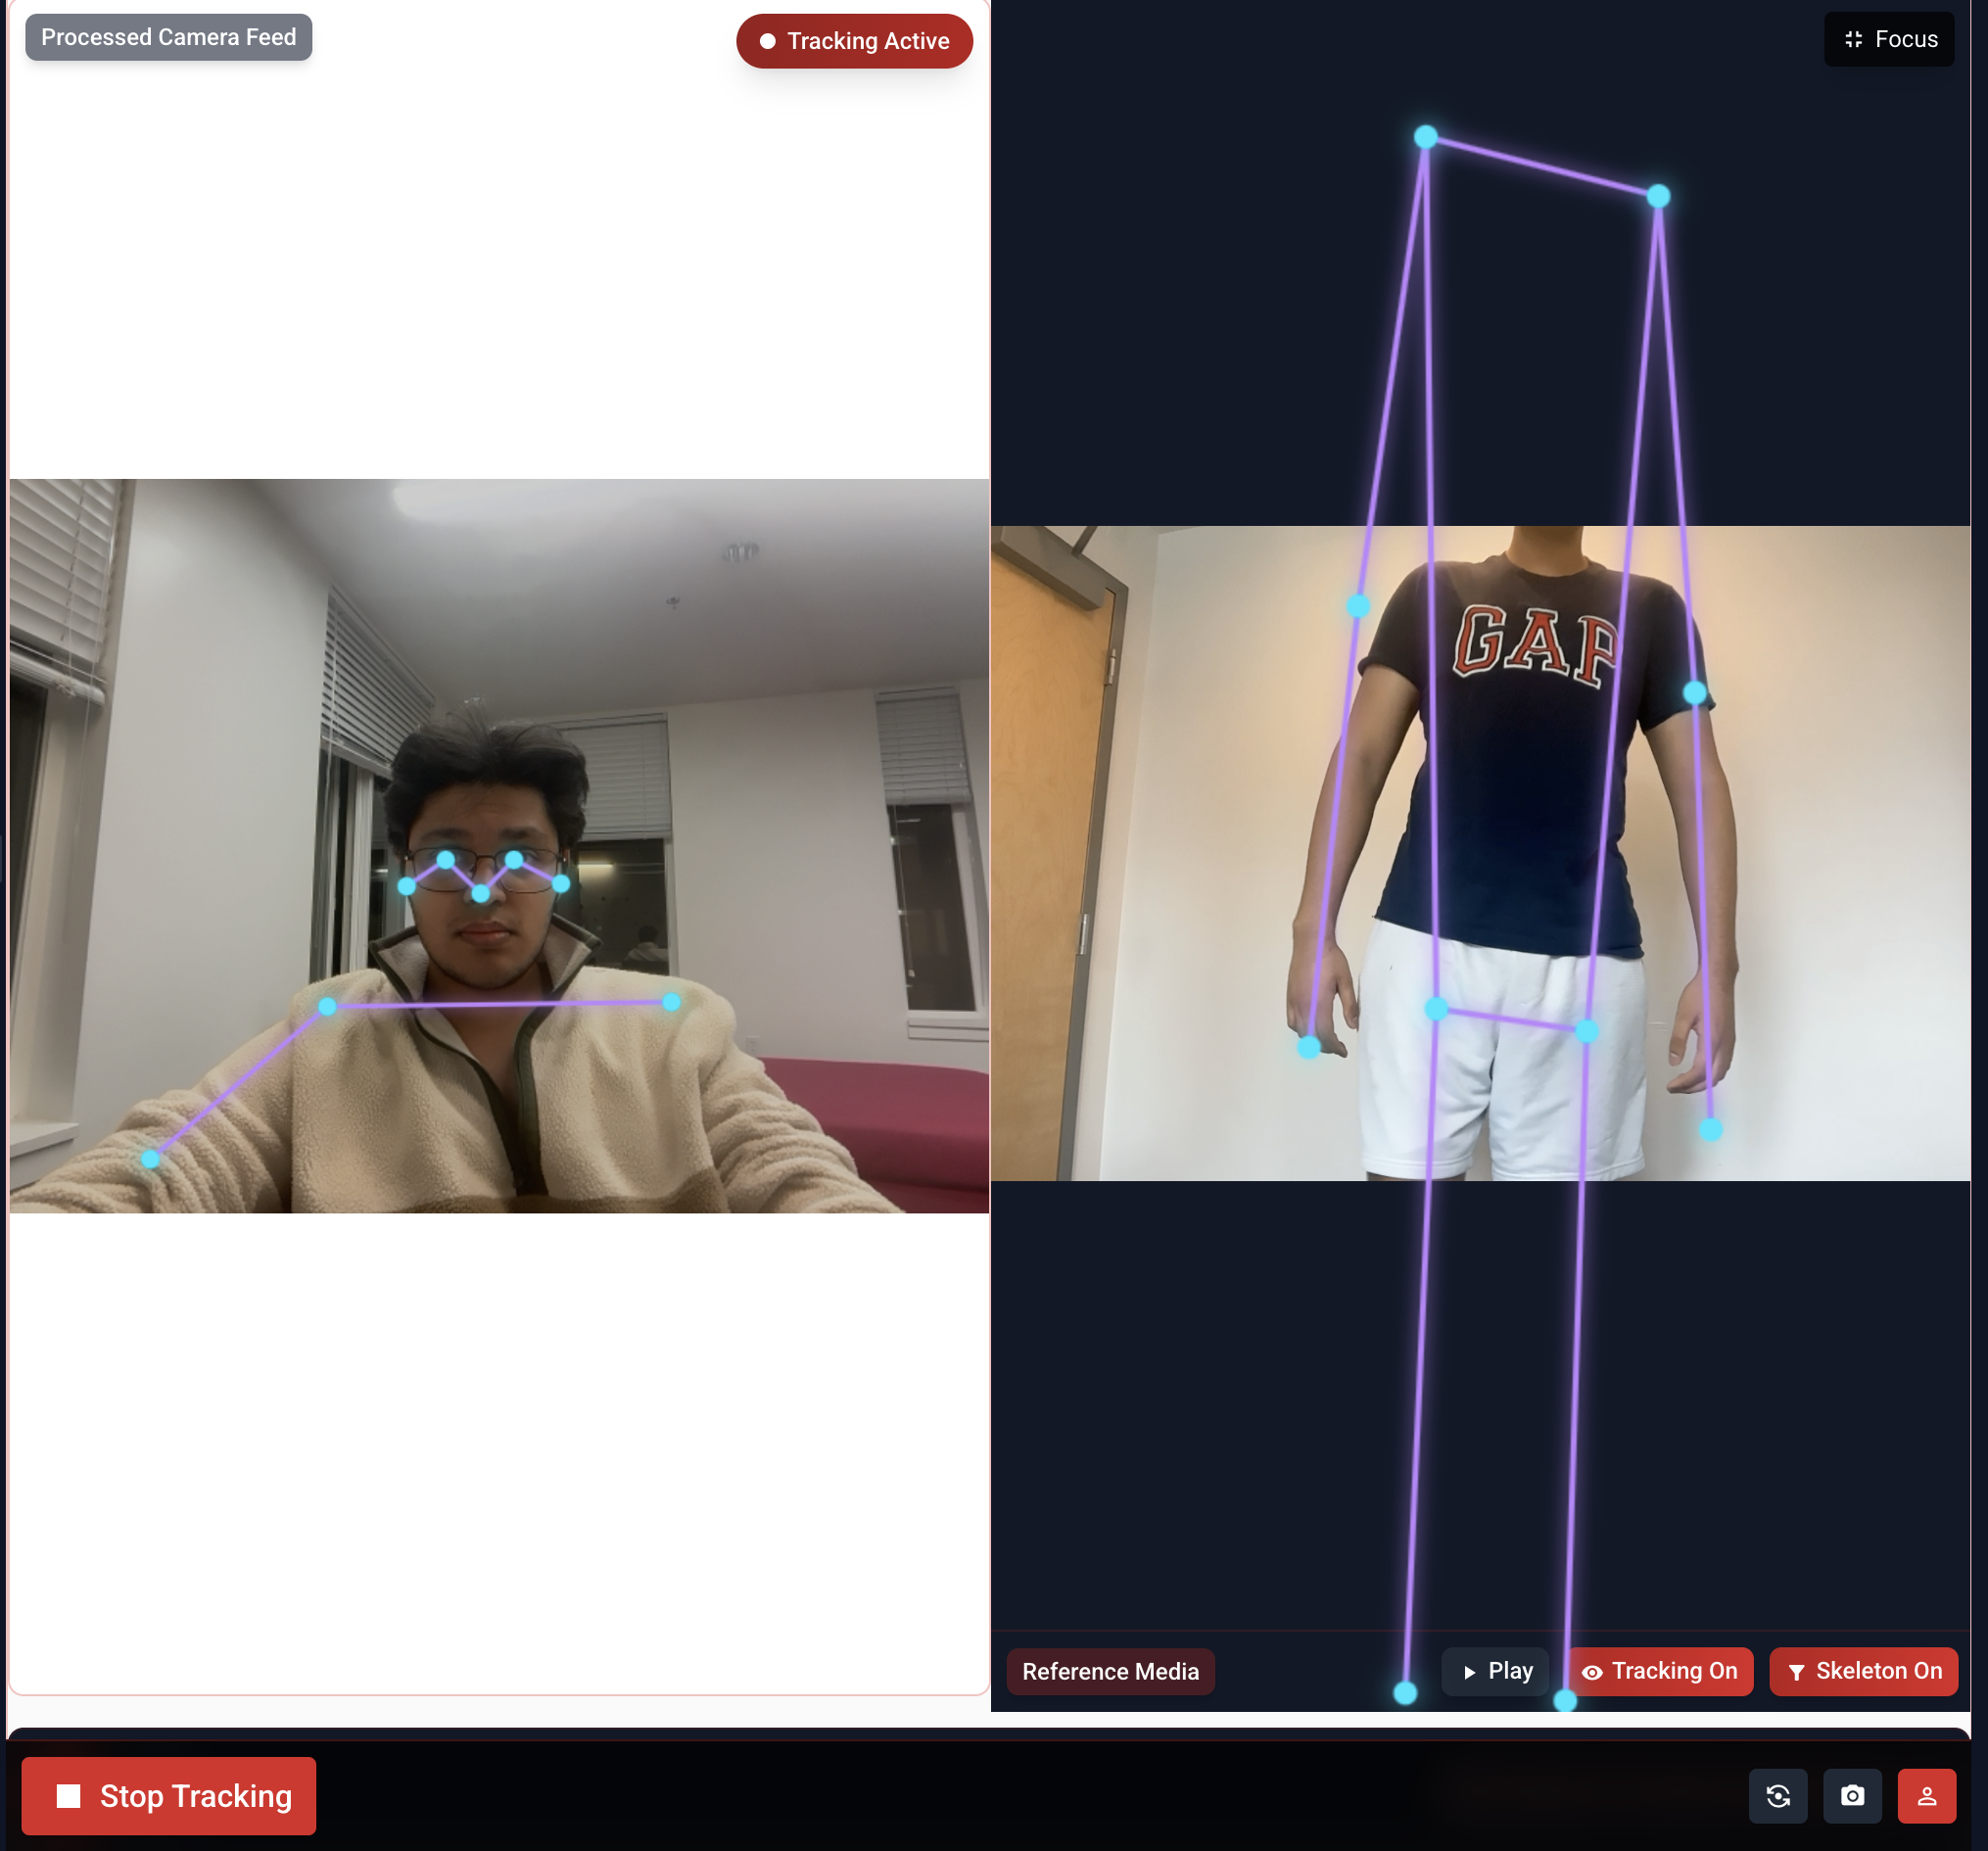 Processed Camera Feed
Tracking Active
Focus
GAP
Reference Media
Play
Tracking On
Skeleton On
Stop Tracking